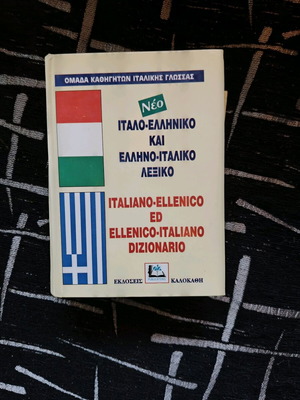 ΟΜΑΔΑ ΚΑΘΗΓΗΤΩΝ ΙΤΑΛΙΚΗΣ ΓΛΩΣΣΑΣ
Νέο
ΙΤΑΛΟ-ΕΛΛΗΝΙΚΟ
ΚΑΙ
ΕΛΛΗΝΟ-ΙΤΑΛΙΚΟ
ΛΕΞΙΚΟ
ITALIANO-ELLENICO
ED
ELLENICO-ITALIANO
DIZIONARIO
ΕΚΔΟΣΕΙΣ ΚΑΛΟΚΑΘΗ